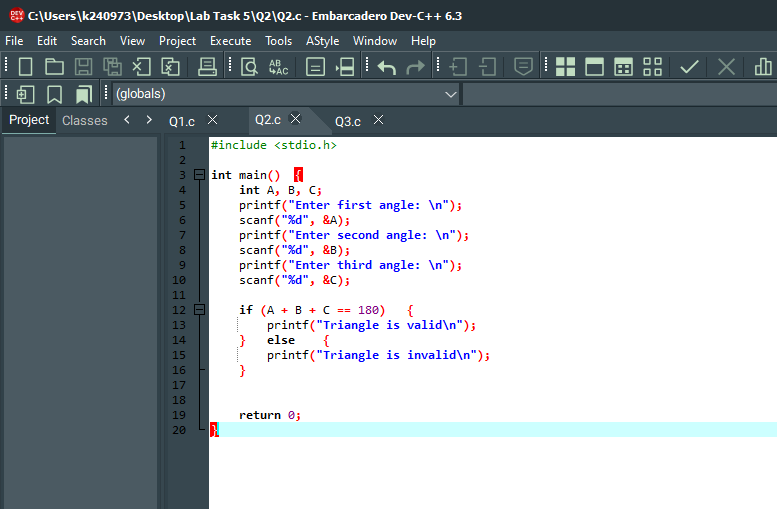 C:\Users\k240973\Desktop\Lab Task 5\Q2\Q2.c - Embarcadero Dev-C++ 6.3
File Edit Search View Project Execute Tools AStyle Window Help
(globals)
Project Classes Q1.c Q2.c Q3.c
1 #include <stdio.h>
2
3 int main() {
4 int A, B, C;
5 printf("Enter first angle: \n");
6 scanf("%d", &A);
7 printf("Enter second angle: \n");
8 scanf("%d", &B);
9 printf("Enter third angle: \n");
10 scanf("%d", &C);
11
12 if (A + B + C == 180) {
13 printf("Triangle is valid\n");
14 } else {
15 printf("Triangle is invalid\n");
16 }
17
18
19 return 0;
20 }